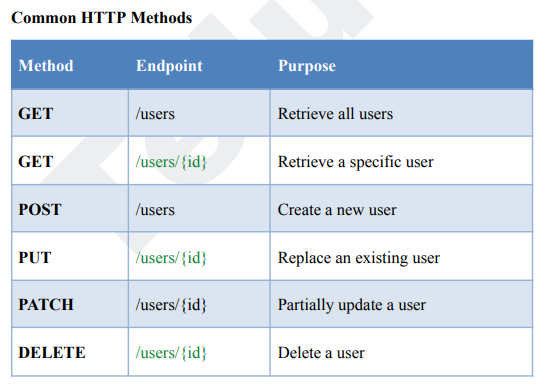 Common HTTP Methods
Method Endpoint Purpose
GET /users Retrieve all users
GET /users/{id} Retrieve a specific user
POST /users Create a new user
PUT /users/{id} Replace an existing user
PATCH /users/{id} Partially update a user
DELETE /users/{id} Delete a user